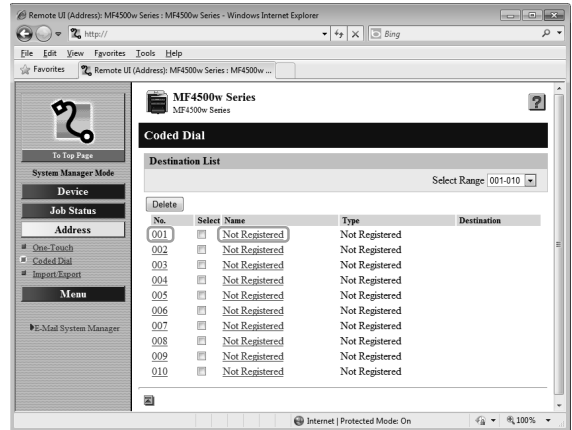 Remote UI (Address): MF4500w Series : MF4500w Series - Windows Internet Explorer
http://
Bing
File Edit View Favorites Tools Help
Favorites
Remote UI (Address): MF4500w Series : MF4500w ...
MF4500w Series
MF4500w Series
?
To Top Page
Coded Dial
System Manager Mode
Destination List
Device
Select Range 001-010
Job Status
Delete
Address
No. Select Name Type Destination
One-Touch
Coded Dial
Import/Export
Menu
E-Mail System Manager
001 Not Registered Not Registered
002 Not Registered Not Registered
003 Not Registered Not Registered
004 Not Registered Not Registered
005 Not Registered Not Registered
006 Not Registered Not Registered
007 Not Registered Not Registered
008 Not Registered Not Registered
009 Not Registered Not Registered
010 Not Registered Not Registered
Internet | Protected Mode: On
100%